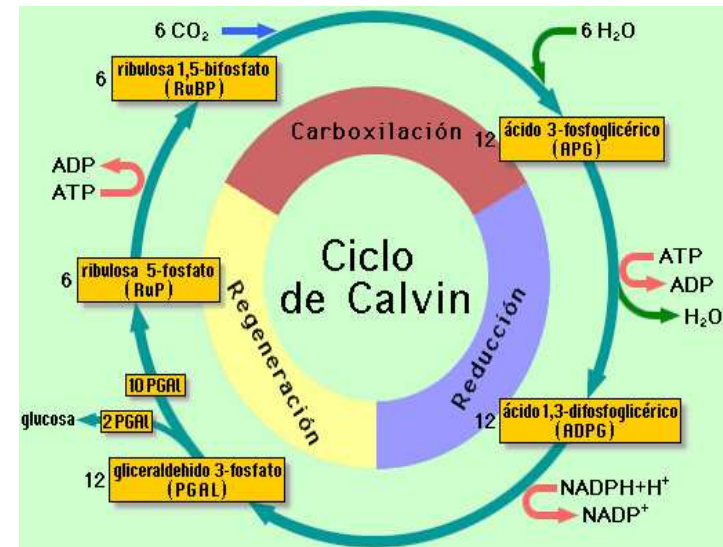 6 CO₂
6 H₂O
6
ribulosa 1,5-bifosfato
(RuBP)
Carboxilación
12
ácido 3-fosfoglicérico
(APG)
ADP
ATP
Ciclo
de Calvin
ATP
ADP
H₂O
6
ribulosa 5-fosfato
(RuP)
Regeneración
Reducción
10 PGAl
glucosa
2 PGAl
12
ácido 1,3-difosfoglicérico
(ADPG)
12
gliceraldehido 3-fosfato
(PGAL)
NADPH+H⁺
NADP⁺